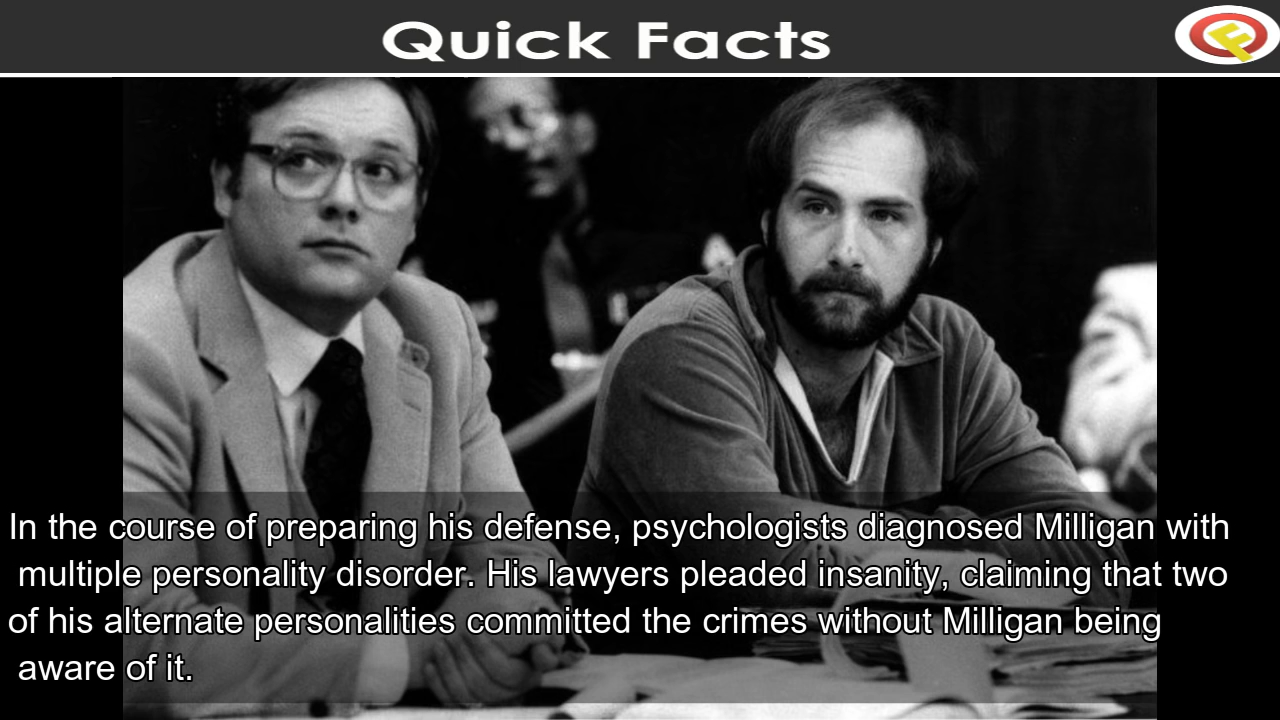 Quick Facts
In the course of preparing his defense, psychologists diagnosed Milligan with
multiple personality disorder. His lawyers pleaded insanity, claiming that two
of his alternate personalities committed the crimes without Milligan being
aware of it.